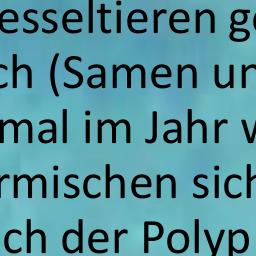 esseltieren ge
ch (Samen un
mal im Jahr v
rmischen sich
ch der Polyp